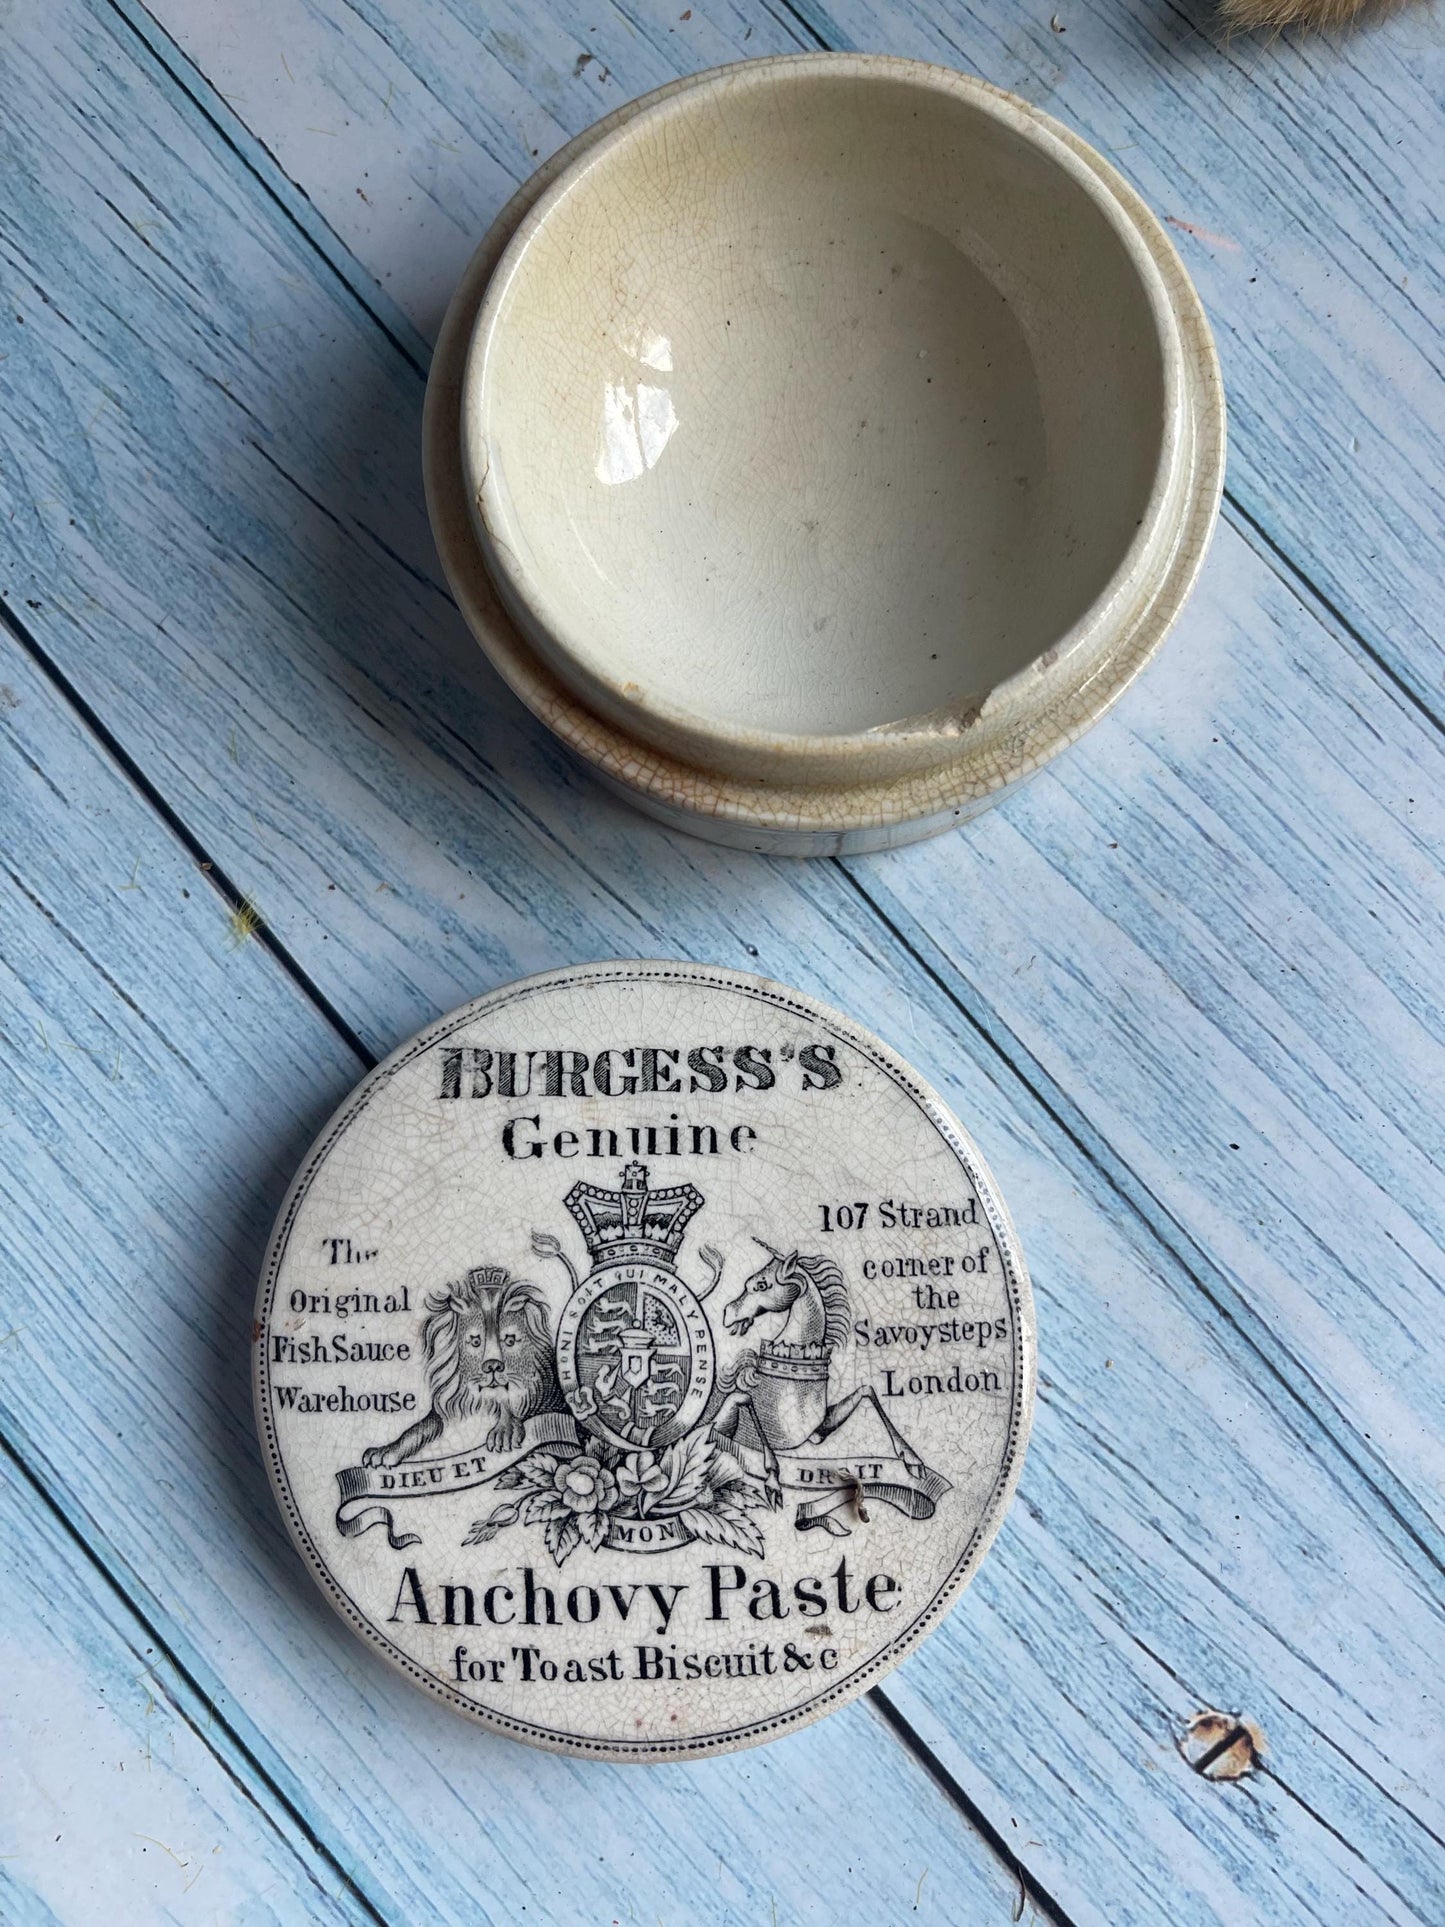 BURGESS'S
Genuine
The
Original
Fish Sauce
Warehouse
107 Strand
corner of
the
Savoysteps
London
HONI SOIT QUI MAL Y PENSE
DIEU ET
MON
DROIT
Anchovy Paste
for Toast Biscuit & c